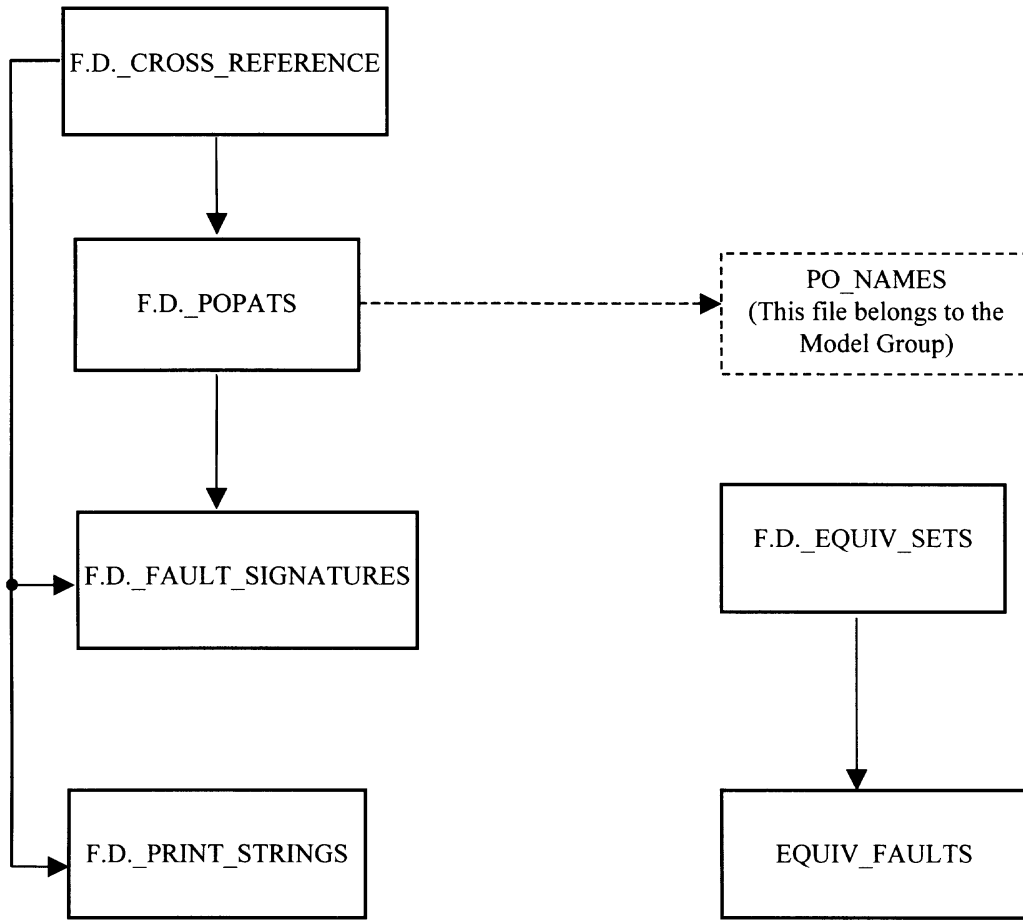 F.D._CROSS_REFERENCE
F.D._POPATS
PO_NAMES
(This file belongs to the
Model Group)
F.D._EQUIV_SETS
F.D._FAULT_SIGNATURES
F.D._PRINT_STRINGS
EQUIV_FAULTS